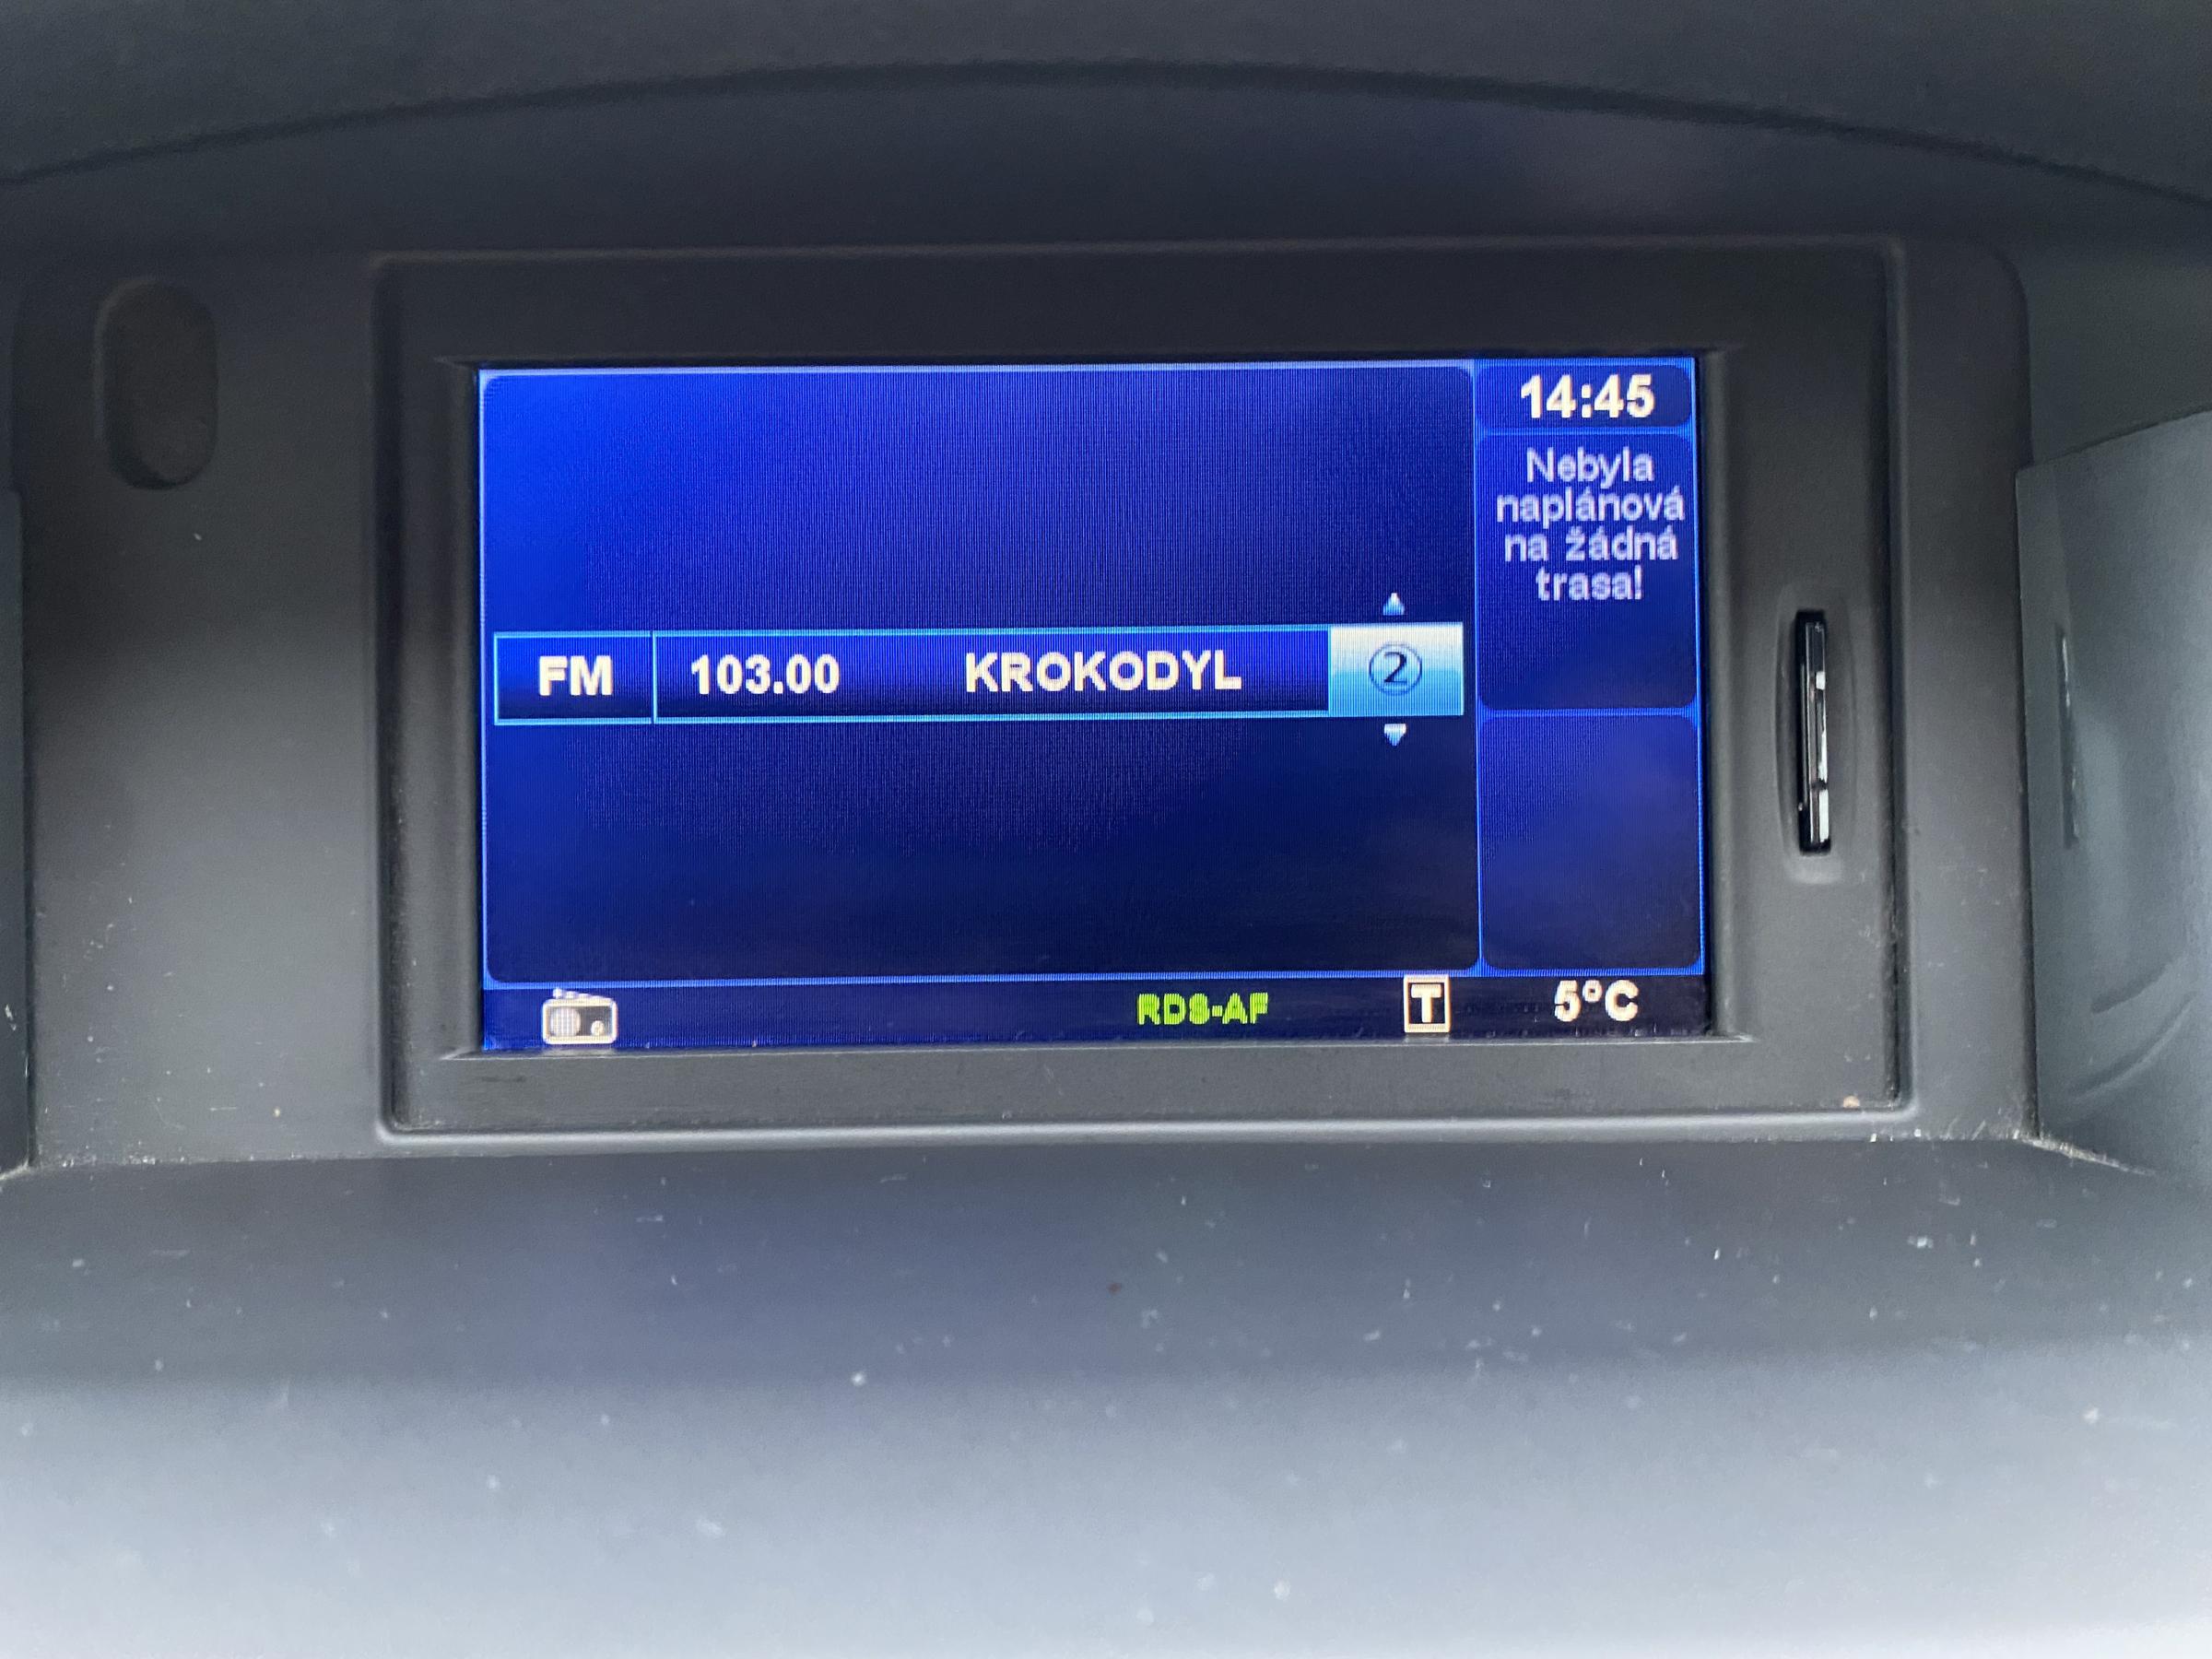 14:45
Nebyla
naplánová
na žádná
trasa!
FM 103.00 KROKODYL ②
RDS-AF T 5°C